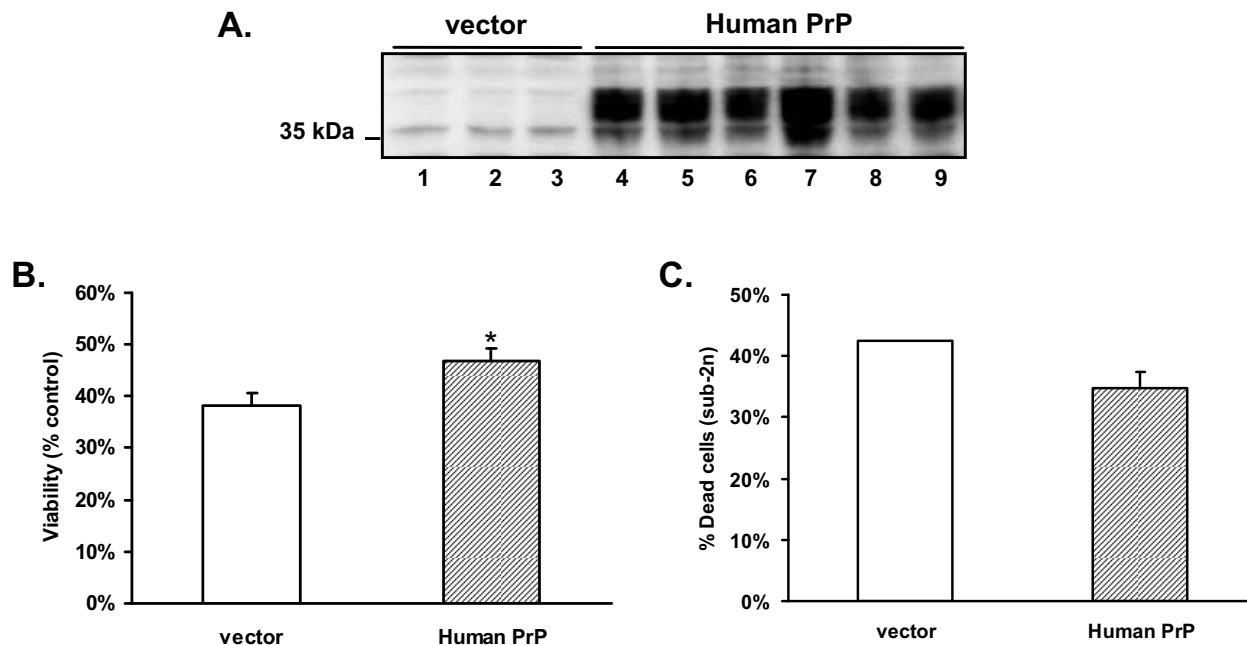 A.
vector Human PrP
35 kDa
1 2 3 4 5 6 7 8 9
B.
Viability (% control)
60%
50%
40%
30%
20%
10%
0%
*
vector Human PrP
C.
% Dead cells (sub-2n)
50%
40%
30%
20%
10%
0%
vector Human PrP